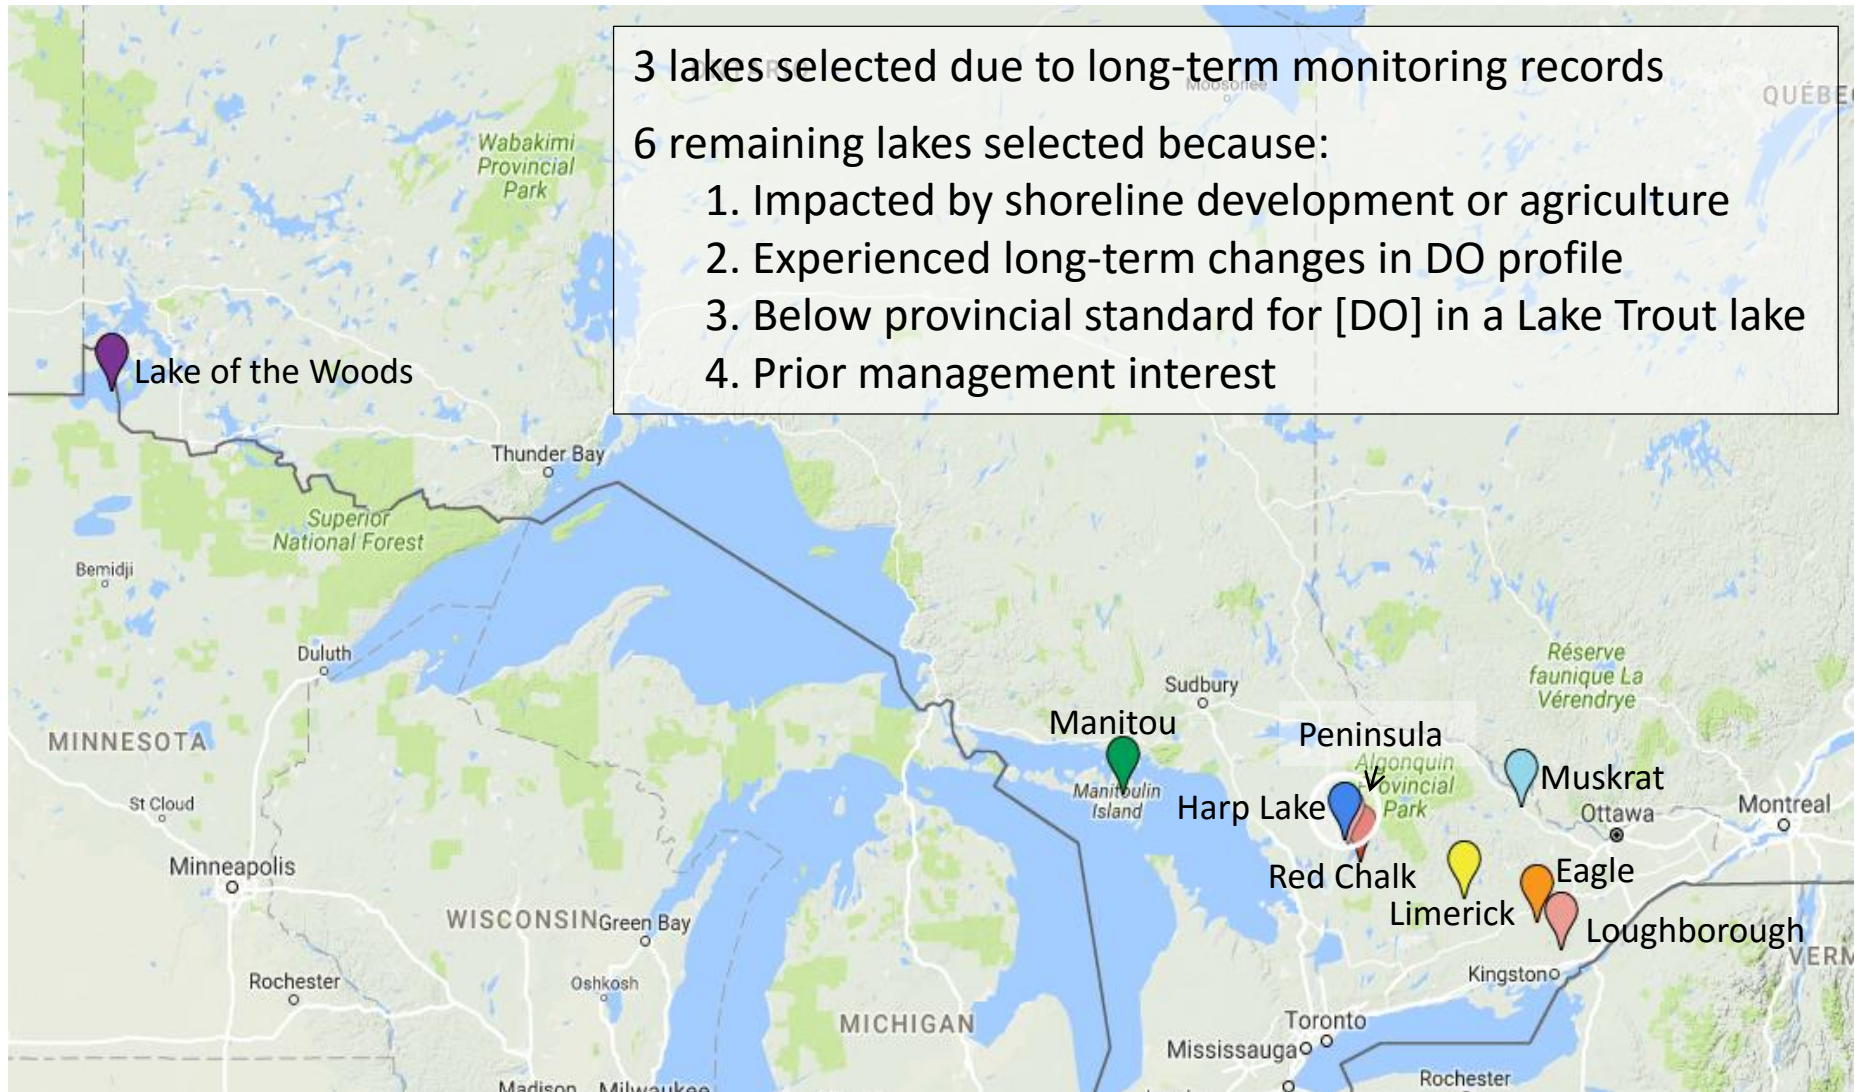 3 lakes selected due to long-term monitoring records
ONTARIO
Moosonee
QUÉBE
6 remaining lakes selected because:
1. Impacted by shoreline development or agriculture
2. Experienced long-term changes in DO profile
3. Below provincial standard for [DO] in a Lake Trout lake
4. Prior management interest
Wabakimi
Provincial
Park
Lake of the Woods
Thunder Bay
Superior
National Forest
Bemidji
Duluth
Réserve
faunique La
Vérendrye
Sudbury
MINNESOTA
Manitou
Peninsula
Algonquin
Provincial
Park
Muskrat
Manitoulin
Island
Harp Lake
St Cloud
Ottawa
Montreal
Minneapolis
Red Chalk
Eagle
Limerick
WISCONSIN
Green Bay
Loughborough
VERM
Rochester
Oshkosh
Kingston
MICHIGAN
Toronto
Mississauga
Madison
Milwaukee
Rochester